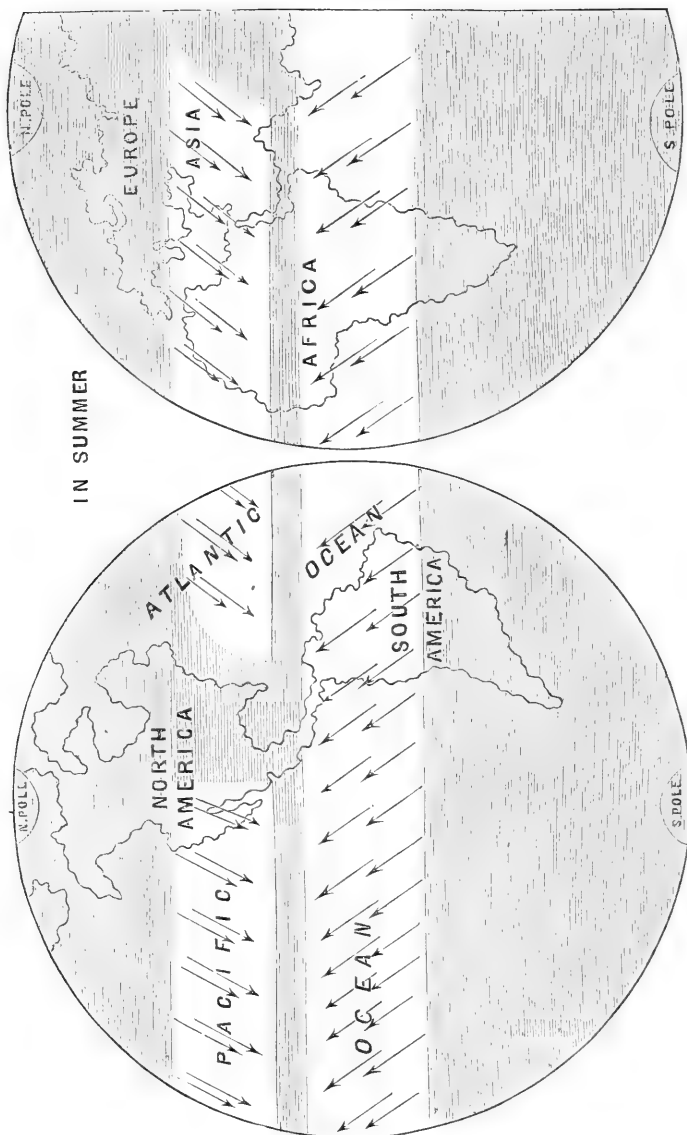 IN SUMMER
N. POLE
NORTH
AMERICA
ATLANTIC
OCEAN
PACIFIC
OCEAN
SOUTH
AMERICA
S. POLE
N. POLE
EUROPE
ASIA
AFRICA
S. POLE